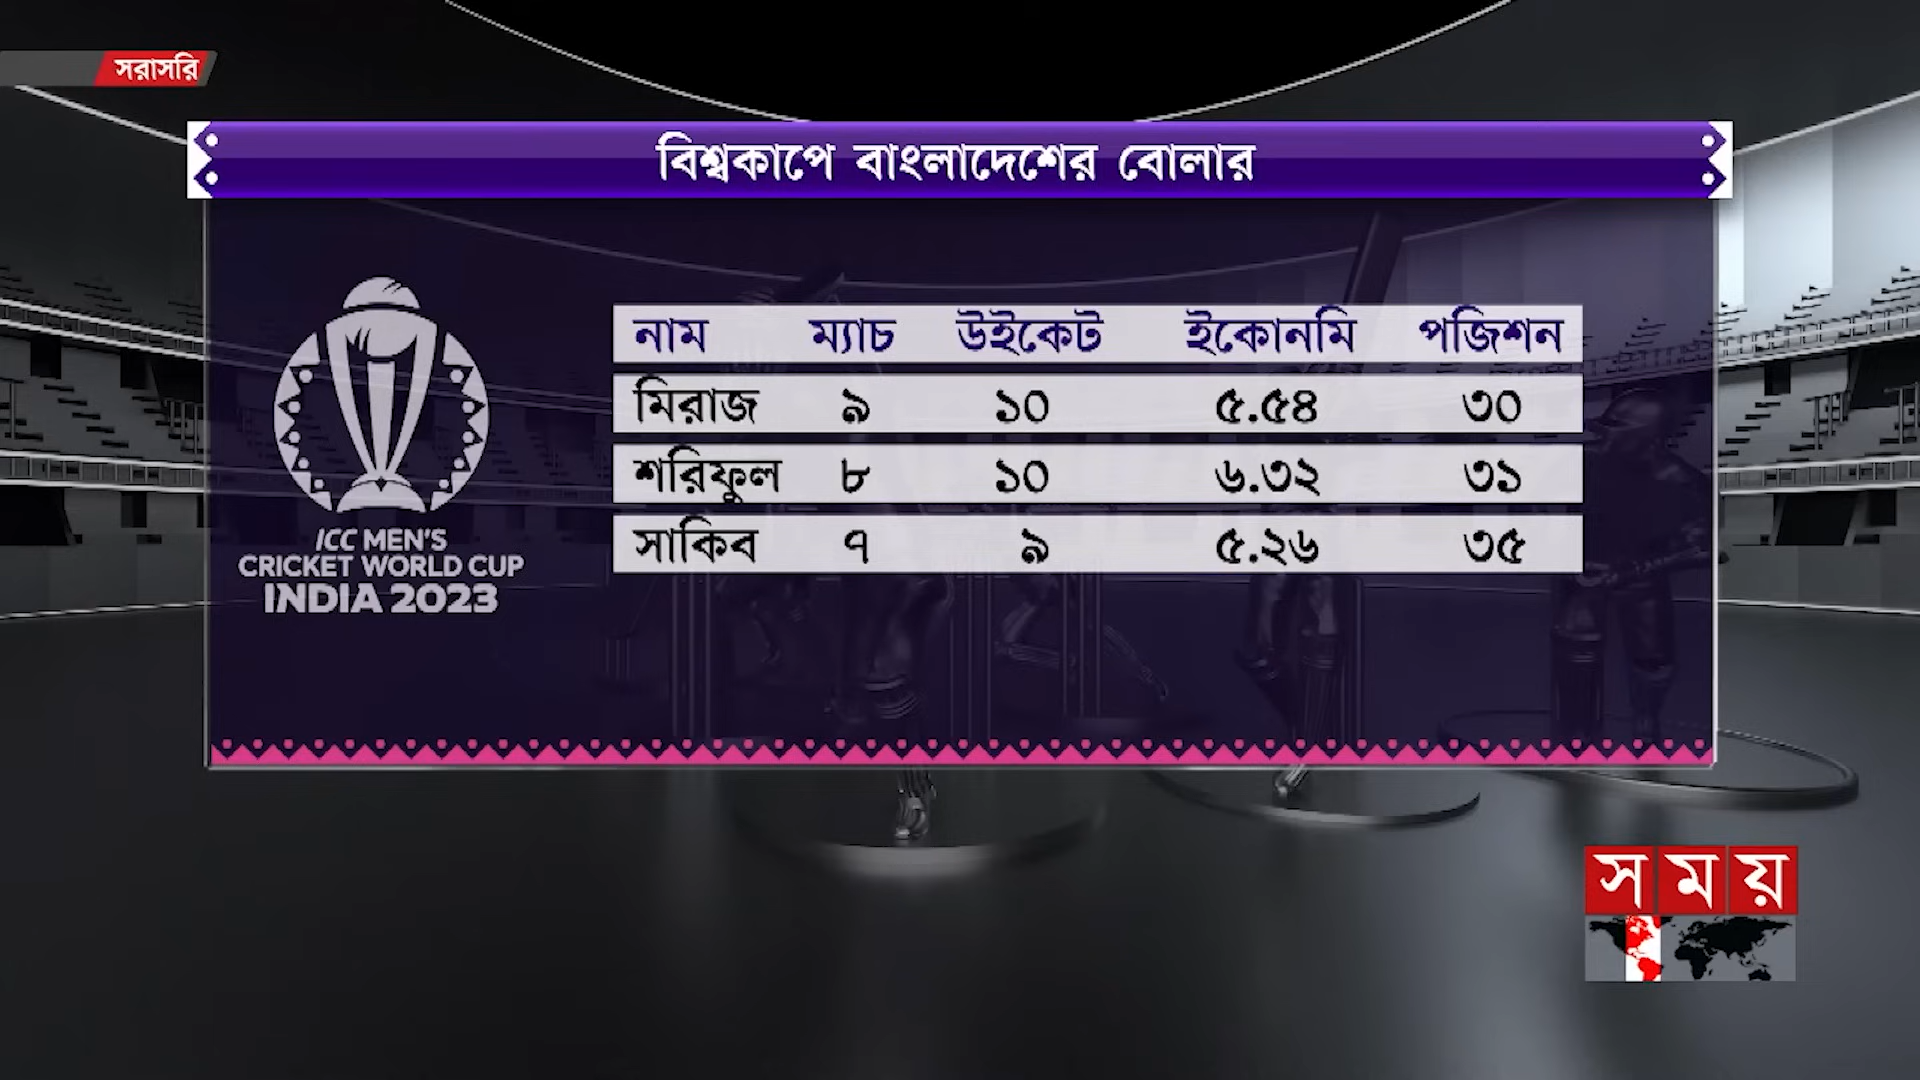 সরাসরি
বিশ্বকাপে বাংলাদেশের বোলার
নাম ম্যাচ উইকেট ইকোনমি পজিশন
মিরাজ ৯ ১০ ৫.৫৪ ৩০
শরিফুল ৮ ১০ ৬.৩২ ৩১
সাকিব ৭ ৯ ৫.২৬ ৩৫
ICC MEN'S
CRICKET WORLD CUP
INDIA 2023
সময়